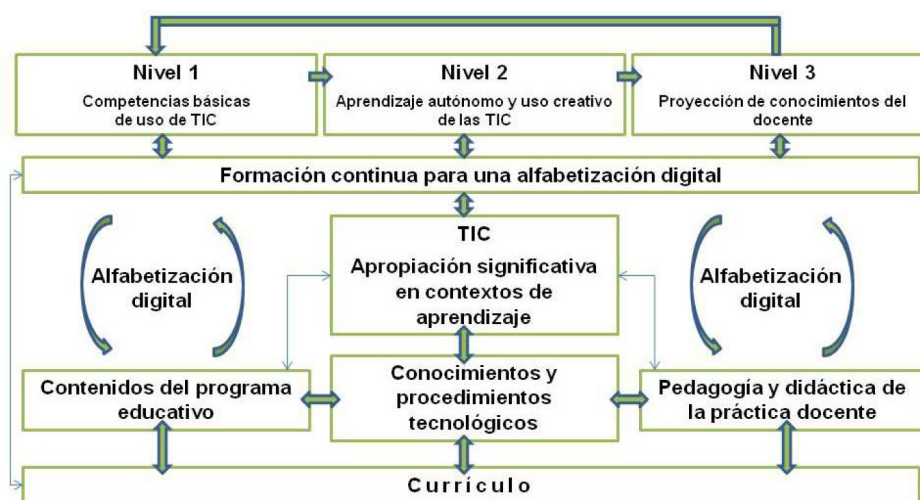 Nivel 1
Competencias básicas
de uso de TIC
Nivel 2
Aprendizaje autónomo y uso creativo
de las TIC
Nivel 3
Proyección de conocimientos del
docente
Formación continua para una alfabetización digital
Alfabetización
digital
TIC
Apropiación significativa
en contextos de
aprendizaje
Alfabetización
digital
Contenidos del programa
educativo
Conocimientos y
procedimientos
tecnológicos
Pedagogía y didáctica de
la práctica docente
Currículo